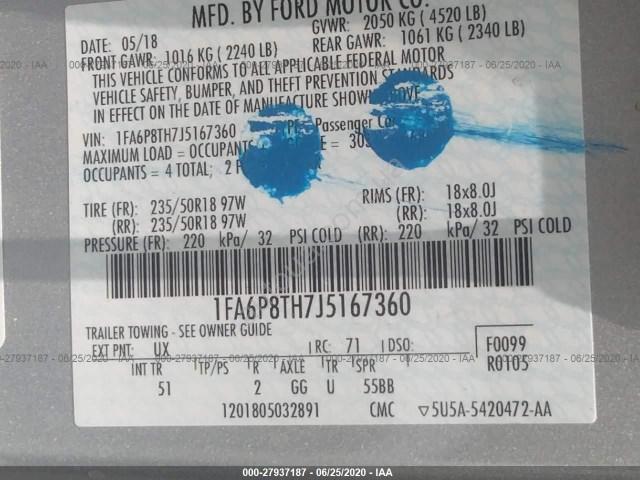 MFD. BY FORD MOTOR CO.
DATE: 05/18 GVWR: 2050 KG ( 4520 LB)
FRONT GAWR: 1016 KG ( 2240 LB) REAR GAWR: 1061 KG ( 2340 LB)
THIS VEHICLE CONFORMS TO ALL APPLICABLE FEDERAL MOTOR
VEHICLE SAFETY, BUMPER, AND THEFT PREVENTION STANDARDS
IN EFFECT ON THE DATE OF MANUFACTURE SHOWN ABOVE.
VIN: 1FA6P8TH7J5167360 Passenger Car
MAXIMUM LOAD = OCCUPANTS
OCCUPANTS = 4 TOTAL; 2
TIRE (FR): 235/50R18 97W RIMS (FR): 18x8.0J
(RR): 235/50R18 97W (RR): 18x8.0J
PRESSURE (FR): 220 kPa/ 32 PSI COLD (RR): 220 kPa/ 32 PSI COLD
1FA6P8TH7J5167360
TRAILER TOWING - SEE OWNER GUIDE
EXT PNT: UX RC: 71 DSO: F0099
R0105
INT TR TP/PS R AXLE TR SPR
51 2 GG U 55BB
1201805032891 CMC ▽5U5A-5420472-AA
000-27937187 - 06/25/2020 - IAA